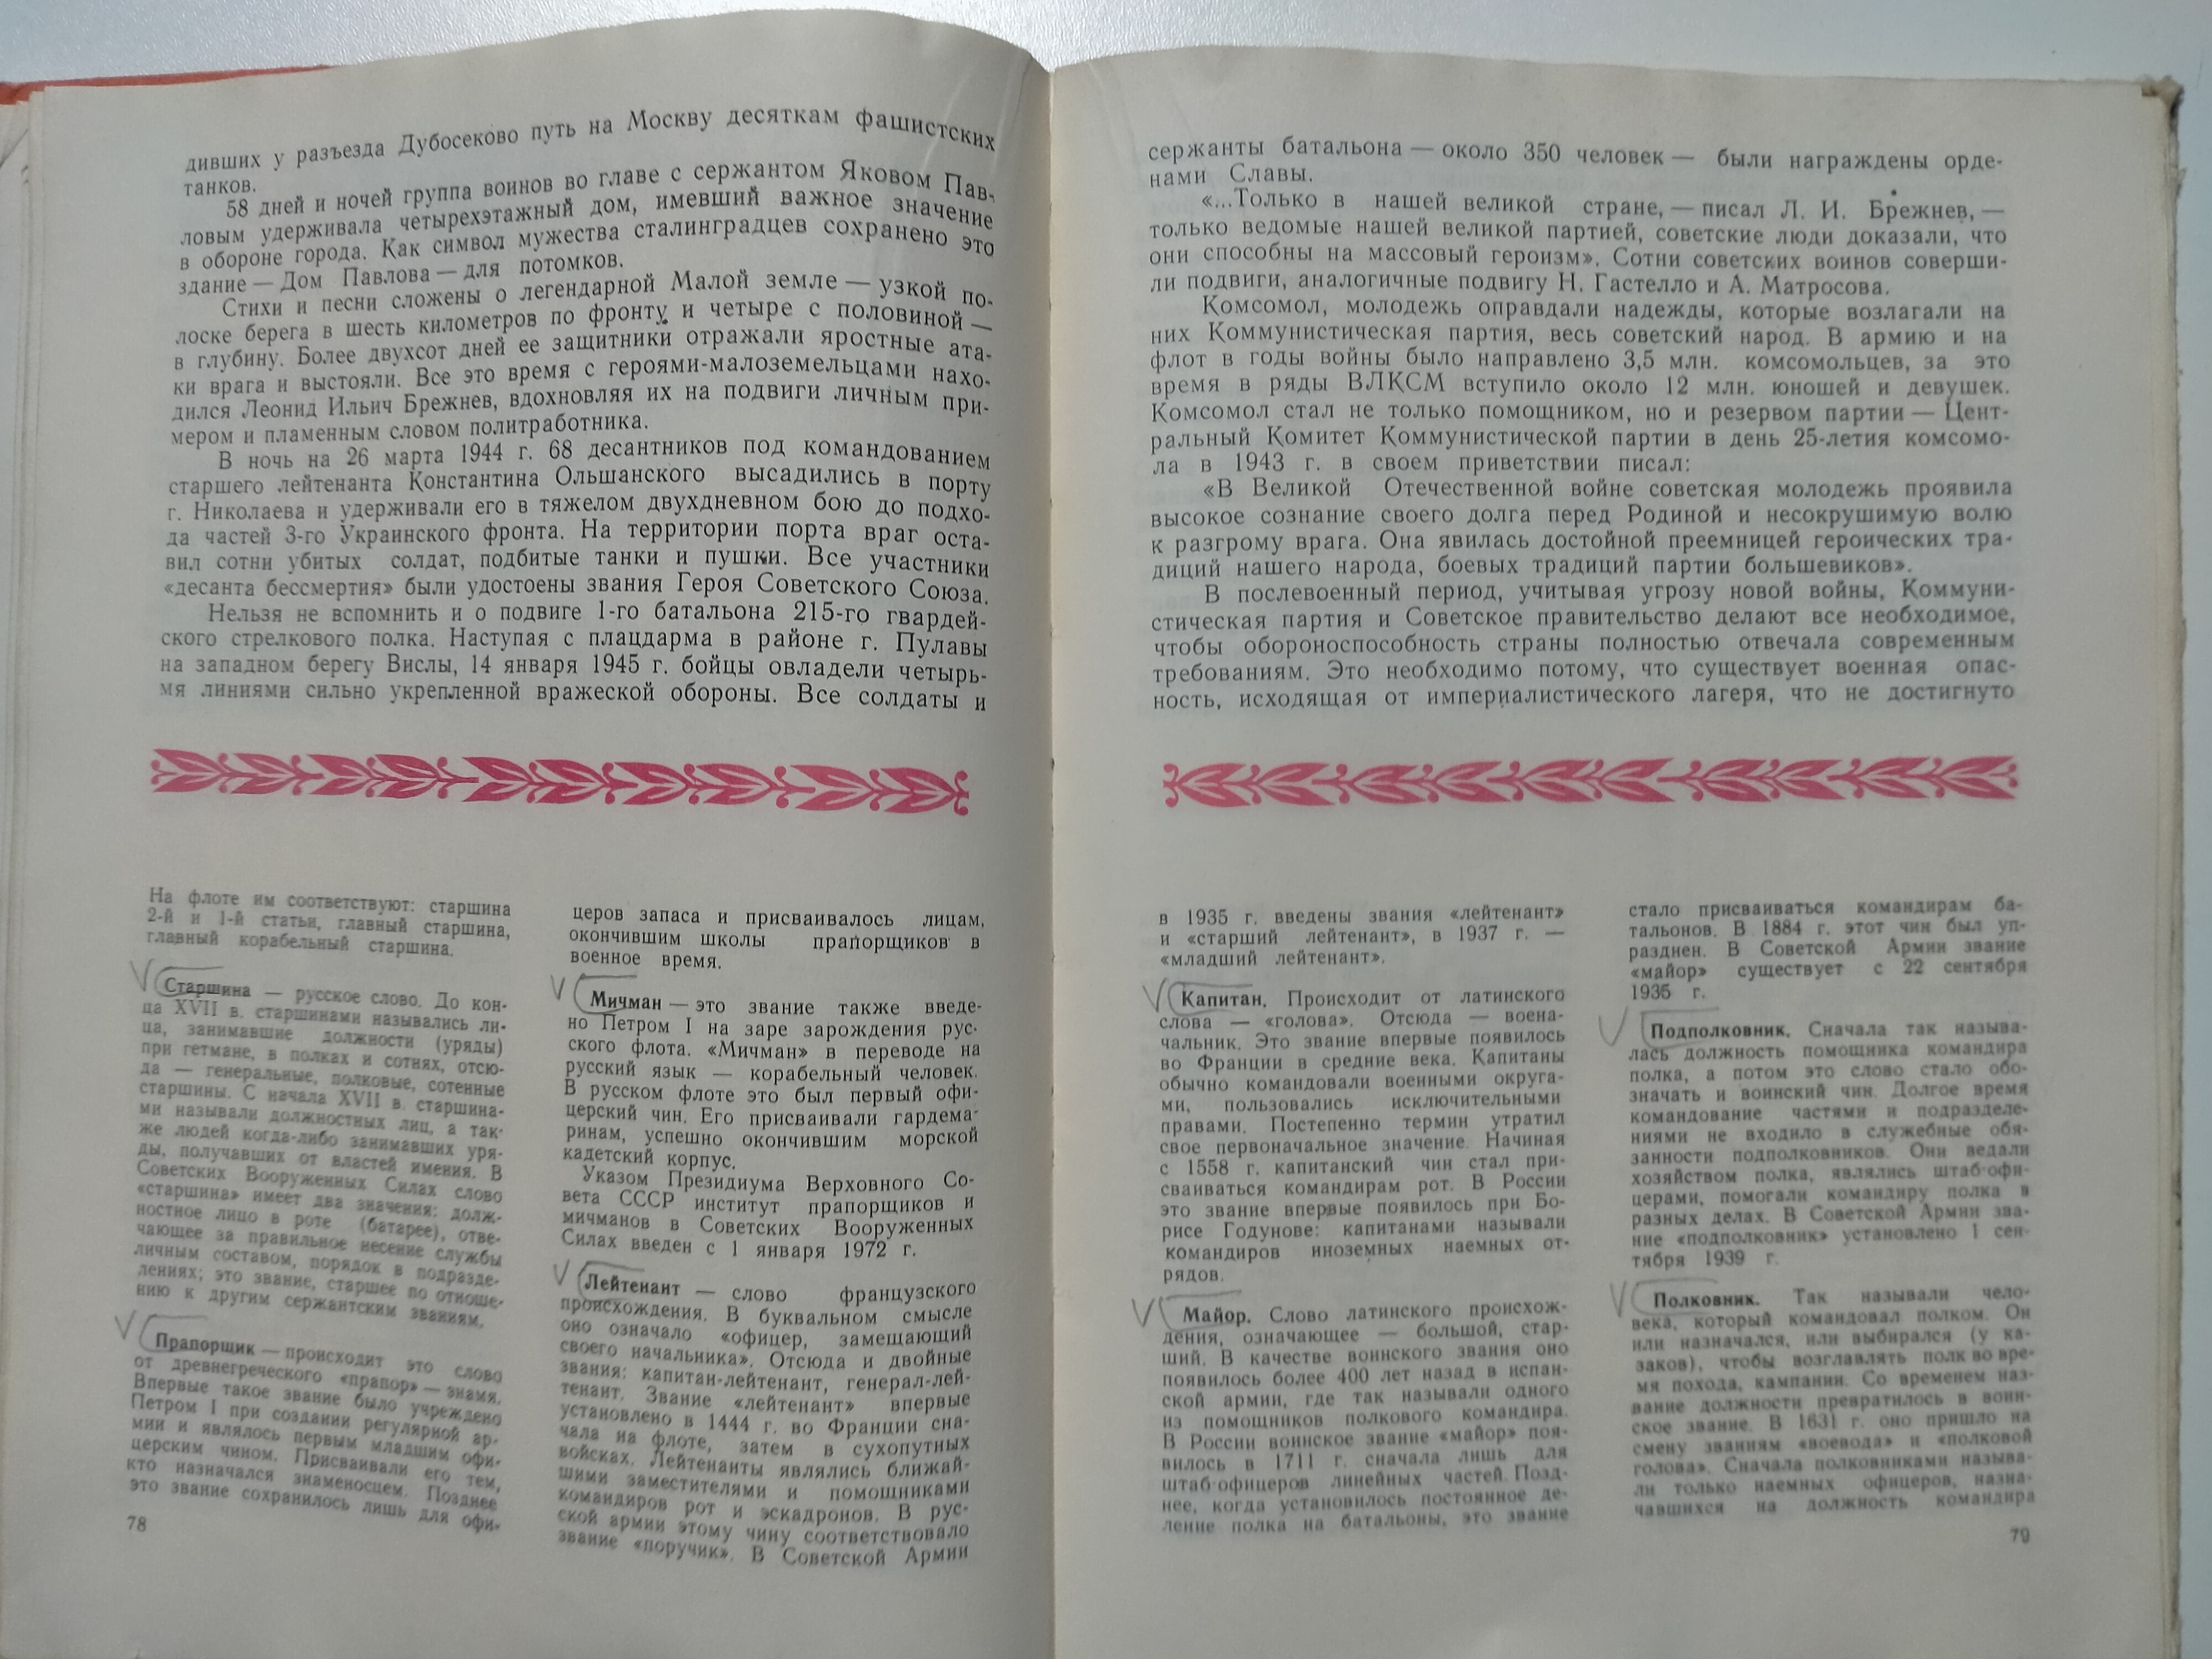 дивших у разъезда Дубосеково путь на Москву десяткам фашистских
танков.
58 дней и ночей группа воинов во главе с сержантом Яковом Пав-
ловым удерживала четырехэтажный дом, имевший важное значение
в обороне города. Как символ мужества сталинградцев сохранено это
здание — Дом Павлова — для потомков.
Стихи и песни сложены о легендарной Малой земле — узкой по-
лоске берега в шесть километров по фронту и четыре с половиной —
в глубину. Более двухсот дней ее защитники отражали яростные ата-
ки врага и выстояли. Все это время с героями-малоземельцами нахо-
дился Леонид Ильич Брежнев, вдохновляя их на подвиги личным при-
мером и пламенным словом политработника.
В ночь на 26 марта 1944 г. 68 десантников под командованием
старшего лейтенанта Константина Ольшанского высадились в порту
г. Николаева и удерживали его в тяжелом двухдневном бою до подхо-
да частей 3-го Украинского фронта. На территории порта враг оста-
вил сотни убитых солдат, подбитые танки и пушки. Все участники
«десанта бессмертия» были удостоены звания Героя Советского Союза.
Нельзя не вспомнить и о подвиге 1-го батальона 215-го гвардей-
ского стрелкового полка. Наступая с плацдарма в районе г. Пулавы
на западном берегу Вислы, 14 января 1945 г. бойцы овладели четырь-
мя линиями сильно укрепленной вражеской обороны. Все солдаты и
На флоте им соответствуют: старшина
2-й и 1-й статьи, главный старшина,
главный корабельный старшина.
Старшина — русское слово. До кон-
ца XVII в. старшинами назывались ли-
ца, занимавшие должности (уряды)
при гетмане, в полках и сотнях, отсю-
да — генеральные, полковые, сотенные
старшины. С начала XVII в. старшина-
ми называли должностных лиц, а так-
же людей когда-либо занимавших уря-
ды, получавших от властей имения. В
Советских Вооруженных Силах слово
«старшина» имеет два значения: долж-
ностное лицо в роте (батарее), отве-
чающее за правильное несение службы
личным составом, порядок в подразде-
лениях; это звание, старшее по отноше-
нию к другим сержантским званиям.
Прапорщик — происходит это слово
от древнегреческого «прапор» — знамя.
Впервые такое звание было учреждено
Петром I при создании регулярной ар-
мии и являлось первым младшим офи-
церским чином. Присваивали его тем,
кто назначался знаменосцем. Позднее
это звание сохранилось лишь для офи-
78
церов запаса и присваивалось лицам,
окончившим школы прапорщиков в
военное время.
Мичман — это звание также введе-
но Петром I на заре зарождения рус-
ского флота. «Мичман» в переводе на
русский язык — корабельный человек.
В русском флоте это был первый офи-
церский чин. Его присваивали гардема-
ринам, успешно окончившим морской
кадетский корпус.
Указом Президиума Верховного Со-
вета СССР институт прапорщиков и
мичманов в Советских Вооруженных
Силах введен с 1 января 1972 г.
Лейтенант — слово французского
происхождения. В буквальном смысле
оно означало «офицер, замещающий
своего начальника». Отсюда и двойные
звания: капитан-лейтенант, генерал-лей-
тенант. Звание «лейтенант» впервые
установлено в 1444 г. во Франции сна-
чала на флоте, затем в сухопутных
войсках. Лейтенанты являлись ближай-
шими заместителями и помощниками
командиров рот и эскадронов. В рус-
ской армии этому чину соответствовало
звание «поручик». В Советской Армии
сержанты батальона — около 350 человек — были награждены орде-
нами Славы.
«...Только в нашей великой стране, — писал Л. И. Брежнев, —
только ведомые нашей великой партией, советские люди доказали, что
они способны на массовый героизм». Сотни советских воинов соверши-
ли подвиги, аналогичные подвигу Н. Гастелло и А. Матросова.
Комсомол, молодежь оправдали надежды, которые возлагали на
них Коммунистическая партия, весь советский народ. В армию и на
флот в годы войны было направлено 3,5 млн. комсомольцев, за это
время в ряды ВЛКСМ вступило около 12 млн. юношей и девушек.
Комсомол стал не только помощником, но и резервом партии — Цент-
ральный Комитет Коммунистической партии в день 25-летия комсомо-
ла в 1943 г. в своем приветствии писал:
«В Великой Отечественной войне советская молодежь проявила
высокое сознание своего долга перед Родиной и несокрушимую волю
к разгрому врага. Она явилась достойной преемницей героических тра-
диций нашего народа, боевых традиций партии большевиков».
В послевоенный период, учитывая угрозу новой войны, Коммуни-
стическая партия и Советское правительство делают все необходимое,
чтобы обороноспособность страны полностью отвечала современным
требованиям. Это необходимо потому, что существует военная опас-
ность, исходящая от империалистического лагеря, что не достигнуто
в 1935 г. введены звания «лейтенант»
и «старший лейтенант», в 1937 г. —
«младший лейтенант».
Капитан. Происходит от латинского
слова — «голова». Отсюда — воена-
чальник. Это звание впервые появилось
во Франции в средние века. Капитаны
обычно командовали военными округа-
ми, пользовались исключительными
правами. Постепенно термин утратил
свое первоначальное значение. Начиная
с 1558 г. капитанский чин стал при-
сваиваться командирам рот. В России
это звание впервые появилось при Бо-
рисе Годунове: капитанами называли
командиров иноземных наемных от-
рядов.
Майор. Слово латинского происхож-
дения, означающее — большой, стар-
ший. В качестве воинского звания оно
появилось более 400 лет назад в испан-
ской армии, где так называли одного
из помощников полкового командира.
В России воинское звание «майор» поя-
вилось в 1711 г. сначала лишь для
штаб-офицеров линейных частей. Позд-
нее, когда установилось постоянное де-
ление полка на батальоны, это звание
стало присваиваться командирам ба-
тальонов. В 1884 г. этот чин был уп-
разднен. В Советской Армии звание
«майор» существует с 22 сентября
1935 г.
Подполковник. Сначала так называ-
лась должность помощника командира
полка, а потом это слово стало обо-
значать и воинский чин. Долгое время
командование частями и подразделе-
ниями не входило в служебные обя-
занности подполковников. Они ведали
хозяйством полка, являлись штаб-офи-
церами, помогали командиру полка в
разных делах. В Советской Армии зва-
ние «подполковник» установлено 1 сен-
тября 1939 г.
Полковник. Так называли чело-
века, который командовал полком. Он
или назначался, или выбирался (у ка-
заков), чтобы возглавлять полк во вре-
мя похода, кампании. Со временем наз-
вание должности превратилось в воин-
ское звание. В 1631 г. оно пришло на
смену званиям «воевода» и «полковой
голова». Сначала полковниками называ-
ли только наемных офицеров, назна-
чавшихся на должность командира
79